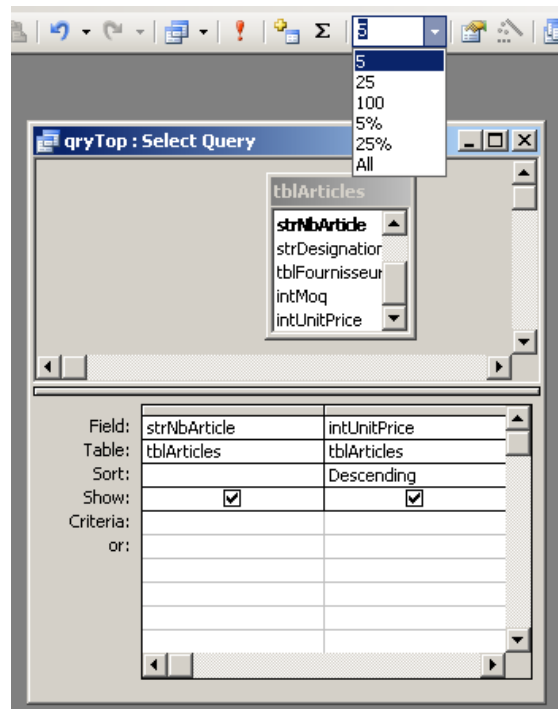 Σ 5
5
25
100
5%
25%
All
qryTop : Select Query
tblArticles
strNbArticle
strDesignation
tblFournisseur
intMoq
intUnitPrice
Field: strNbArticle intUnitPrice
Table: tblArticles tblArticles
Sort: Descending
Show:
Criteria:
or: